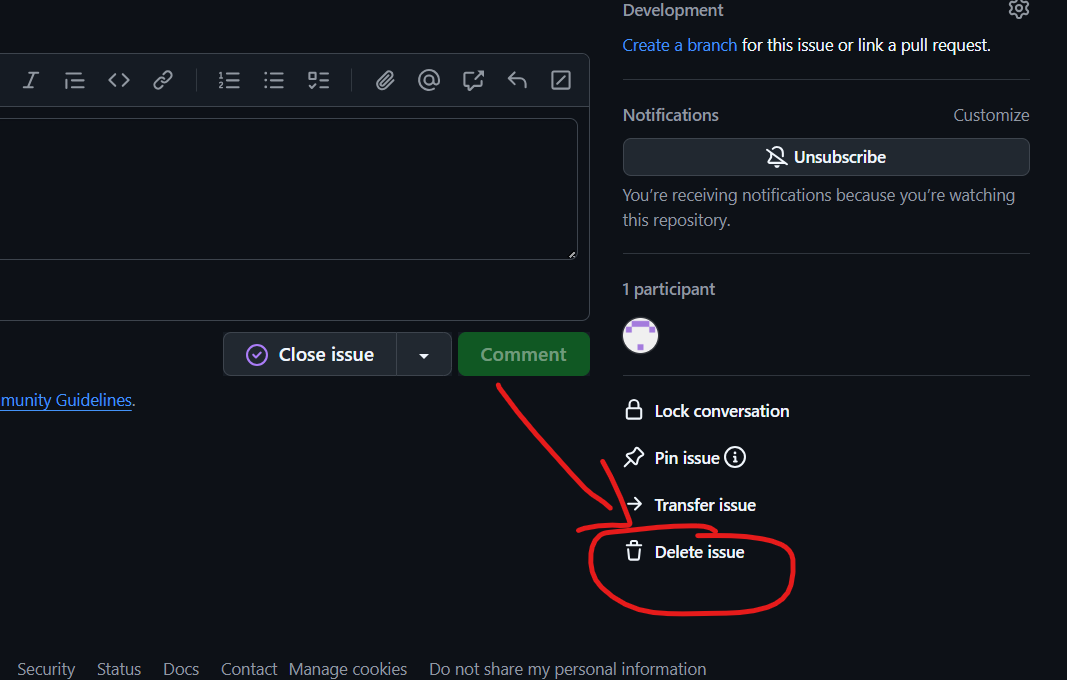 Development
Create a branch for this issue or link a pull request.
Notifications
Customize
Unsubscribe
You're receiving notifications because you're watching
this repository.
1 participant
Close issue
Comment
munity Guidelines.
Lock conversation
Pin issue
Transfer issue
Delete issue
Security Status Docs Contact Manage cookies Do not share my personal information